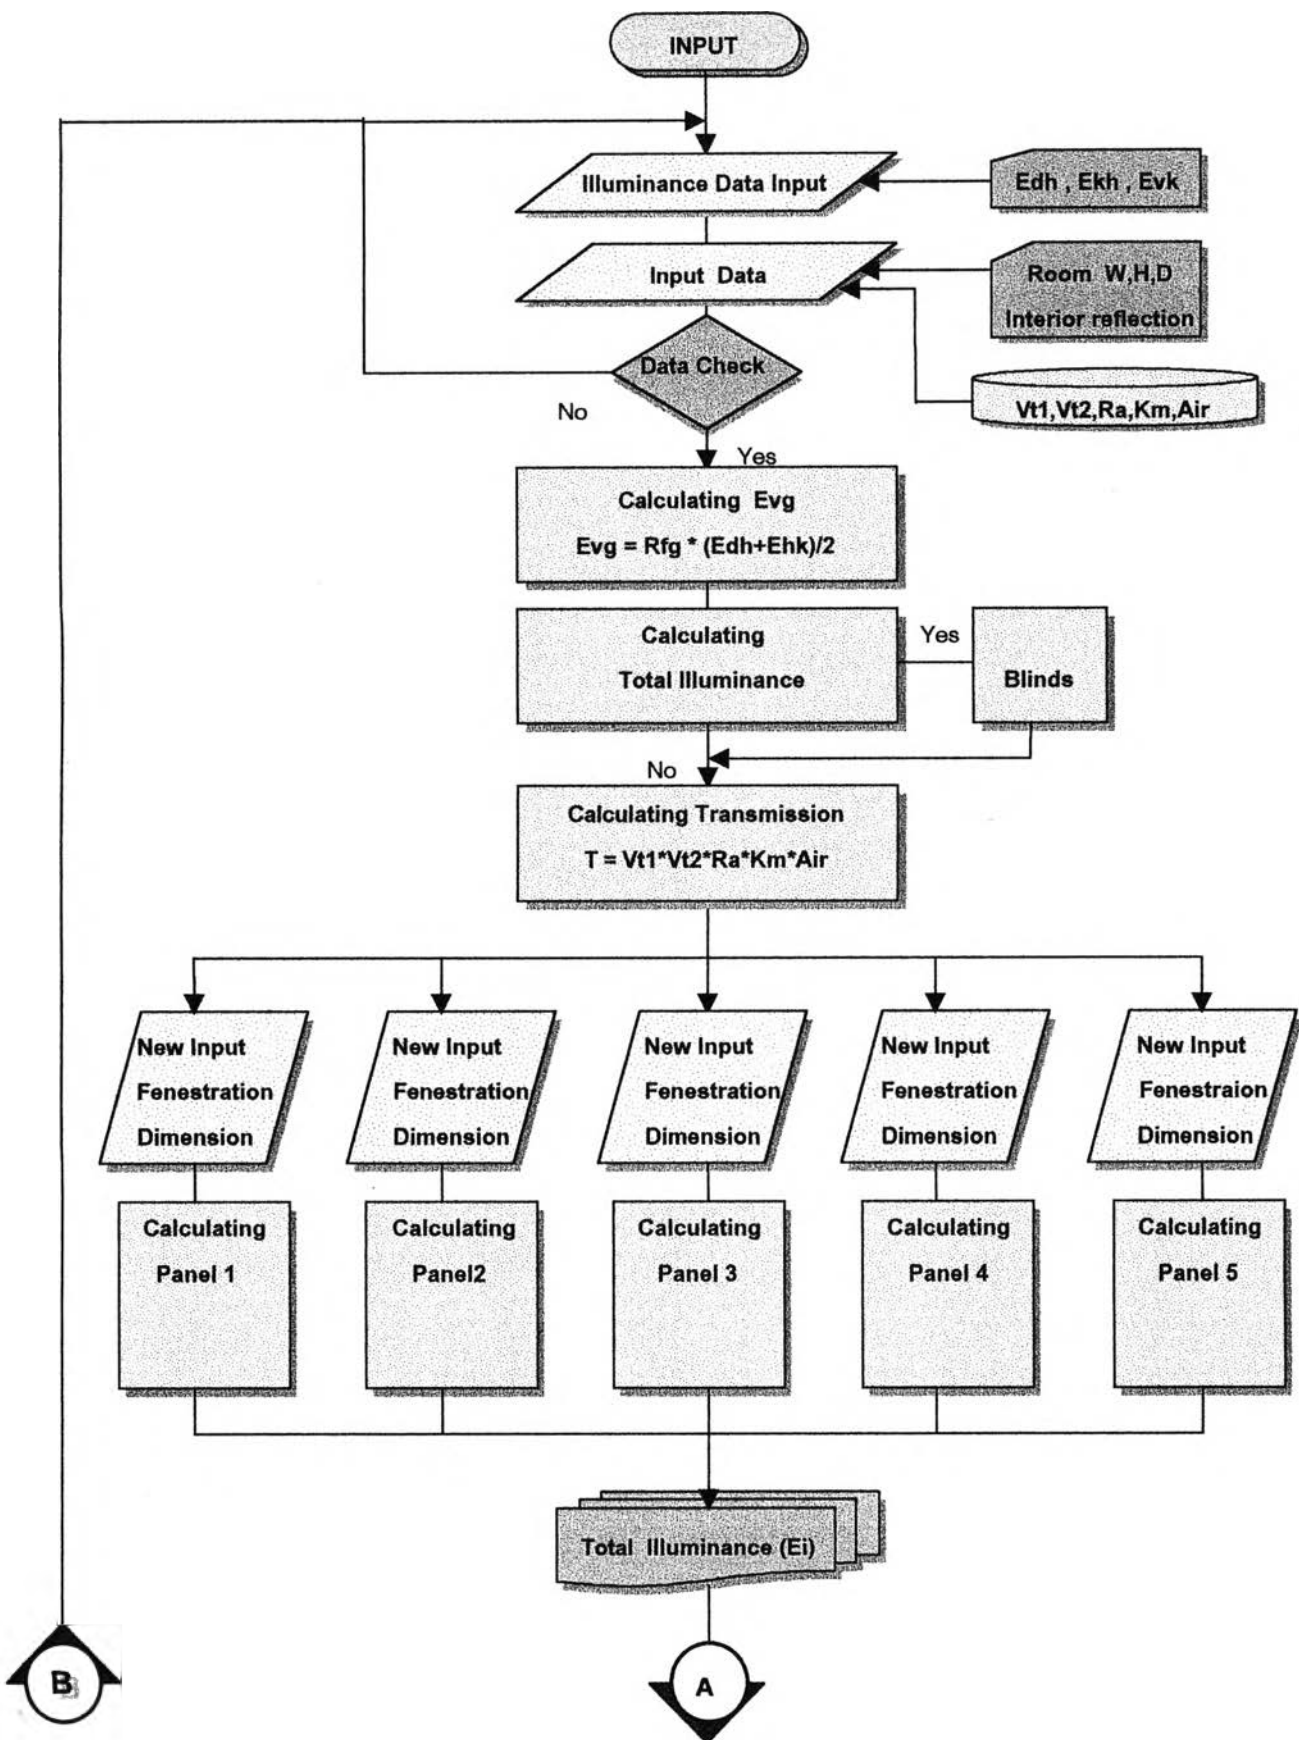 INPUT
Illuminance Data Input
Edh , Ekh , Evk
Input Data
Room W,H,D
Interior reflection
Data Check
Vt1,Vt2,Ra,Km,Air
No
Yes
Calculating Evg
Evg = Rfg * (Edh+Ehk)/2
Calculating
Total Illuminance
Yes
Blinds
No
Calculating Transmission
T = Vt1*Vt2*Ra*Km*Air
New Input
Fenestration
Dimension
New Input
Fenestration
Dimension
New Input
Fenestration
Dimension
New Input
Fenestration
Dimension
New Input
Fenestraion
Dimension
Calculating
Panel 1
Calculating
Panel2
Calculating
Panel 3
Calculating
Panel 4
Calculating
Panel 5
Total Illuminance (Ei)
B
A